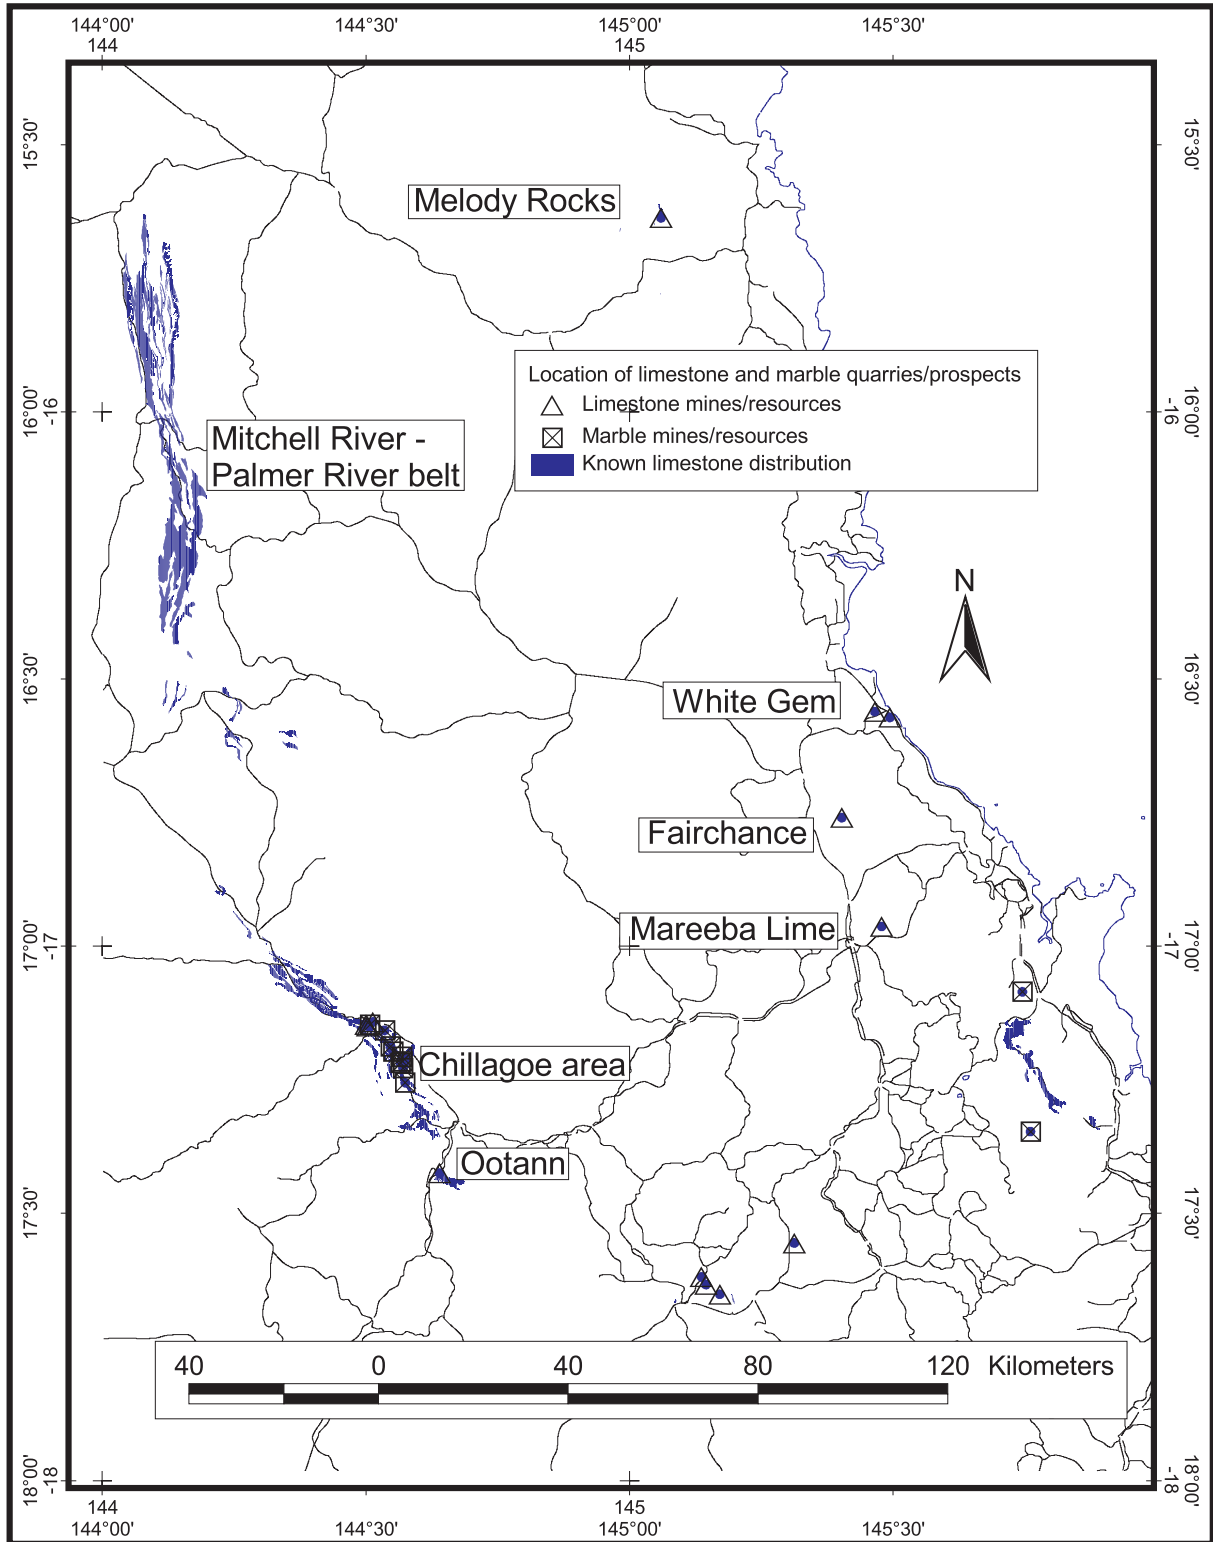 144°00'
144°30'
145°00'
145°30'
144
145
15°30'
15°30'
Melody Rocks
Location of limestone and marble quarries/prospects
Limestone mines/resources
Marble mines/resources
Known limestone distribution
16°00'
-16
-16
16°00'
Mitchell River -
Palmer River belt
N
16°30'
16°30'
White Gem
Fairchance
Mareeba Lime
17°00'
-17
-17
17°00'
Chillagoe area
Ootann
17°30'
17°30'
40 0 40 80 120 Kilometers
18°00'
-18
-18
18°00'
144
145
144°00'
144°30'
145°00'
145°30'